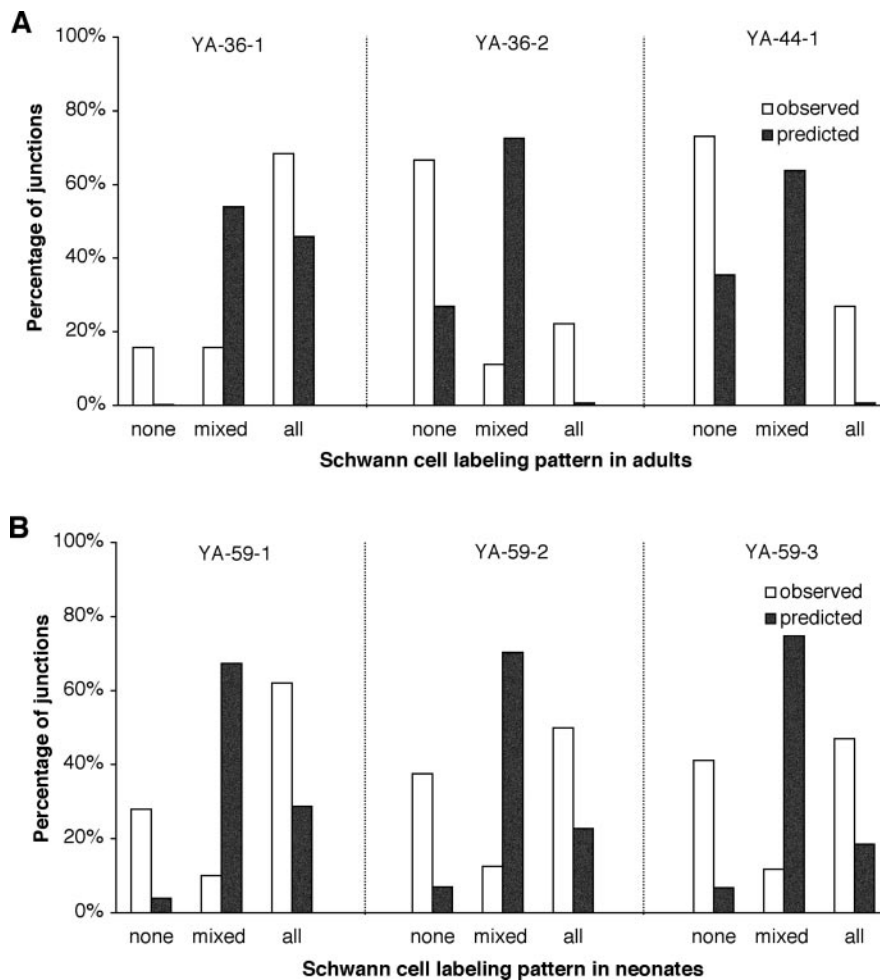 A
100%
80%
60%
40%
20%
0%
Percentage of junctions
YA-36-1
YA-36-2
YA-44-1
observed
predicted
none mixed all none mixed all none mixed all
Schwann cell labeling pattern in adults
B
100%
80%
60%
40%
20%
0%
Percentage of junctions
YA-59-1
YA-59-2
YA-59-3
observed
predicted
none mixed all none mixed all none mixed all
Schwann cell labeling pattern in neonates